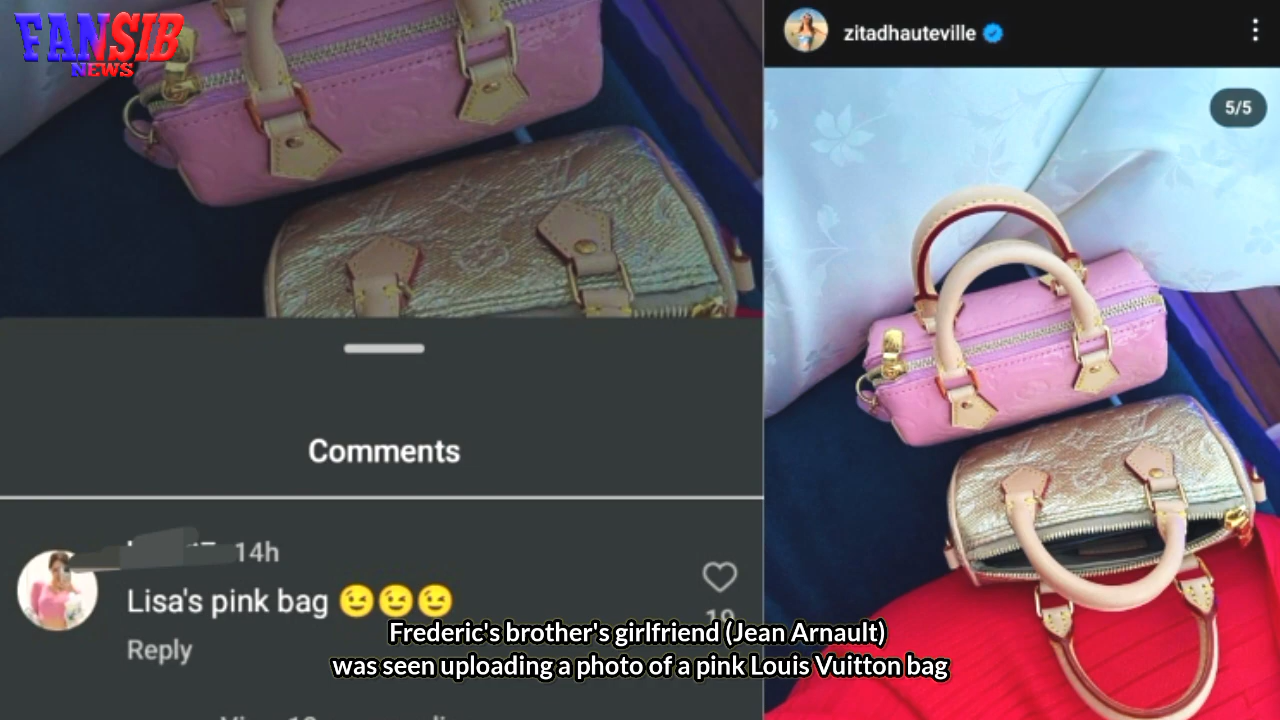 FANSIB
NEWS
zitadhauteville
5/5
Comments
14h
Lisa's pink bag 😉😉😉
Reply
Frederic's brother's girlfriend (Jean Arnault)
was seen uploading a photo of a pink Louis Vuitton bag